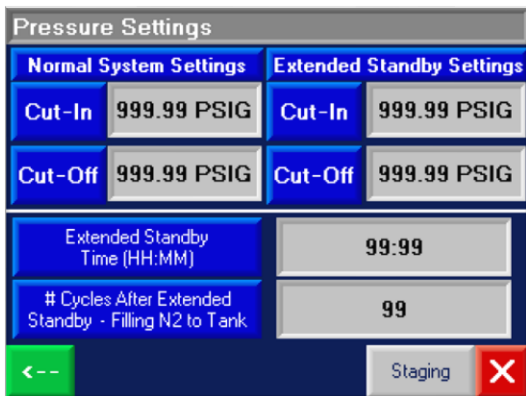 Pressure Settings
Normal System Settings
Extended Standby Settings
Cut-In 999.99 PSIG Cut-In 999.99 PSIG
Cut-Off 999.99 PSIG Cut-Off 999.99 PSIG
Extended Standby
Time (HH:MM)
99:99
# Cycles After Extended
Standby - Filling N2 to Tank
99
<--
Staging
X